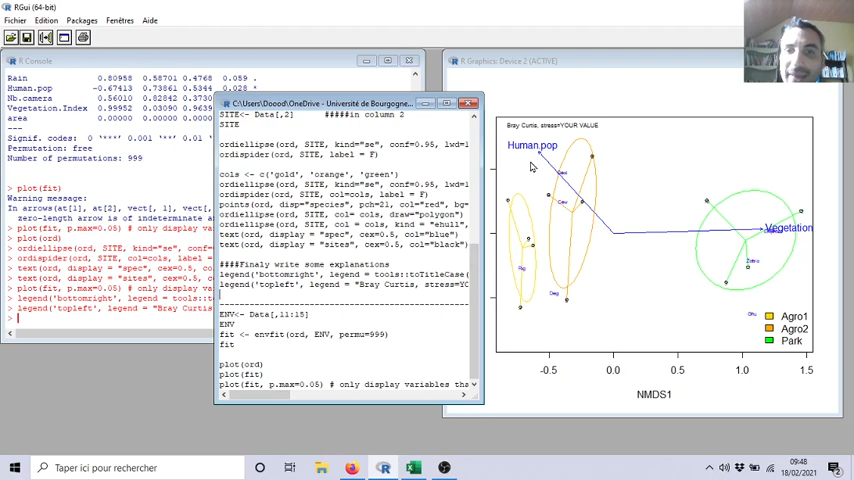 RGui (64-bit)
Fichier Edition Packages Fenêtres Aide
R Console
Rain 0.80958 0.58701 0.4768 0.059 .
Human.pop -0.67413 0.73861 0.5344 0.028 *
Nb.camera 0.56010 0.82842 0.3730
Vegetation.Index 0.99952 0.03090 0.9639
area 0.00000 0.00000 0.0000
---
Signif. codes: 0 '***' 0.001 '**' 0.
Permutation: free
Number of permutations: 999
> plot(fit)
Warning message:
In arrows(at[1], at[2], vect[, 1], vect[,
zero-length arrow is of indeterminate a
> plot(fit, p.max=0.05) # only display var
> plot(ord)
> ordiellipse(ord, SITE, kind="se", conf=0
> ordispider(ord, SITE, col=cols, label =
> text(ord, display = "spec", cex=0.5, col
> text(ord, display = "sites", cex=0.5, co
> plot(fit, p.max=0.05) # only display var
> legend('bottomright', legend = tools::to
> legend('topleft', legend = "Bray Curtis
>
C:\Users\Doood\OneDrive - Université de Bourgogne...
SITE<- Data[,2] #####in column 2
SITE
ordiellipse(ord, SITE, kind="se", conf=0.95, lwd=1
ordispider(ord, SITE, label = F)
cols <- c('gold', 'orange', 'green')
ordiellipse(ord, SITE, kind="se", conf=0.95, lwd=
ordispider(ord, SITE, col=cols, label = F)
points(ord, disp="species", pch=21, col="red", bg=
ordiellipse(ord, SITE, col= cols, draw="polygon")
ordiellipse(ord, SITE, col= cols, kind = "ehull",
text(ord, display = "spec", cex=0.5, col="blue")
text(ord, display = "sites", cex=0.5, col="black")
####Finaly write some explanations
legend('bottomright', legend = tools::toTitleCase(
legend('topleft', legend = "Bray Curtis, stress=YO
ENV<- Data[,11:15]
ENV
fit <- envfit(ord, ENV, permu=999)
fit
plot(ord)
plot(fit)
plot(fit, p.max=0.05) # only display variables tha
R Graphics: Device 2 (ACTIVE)
Bray Curtis, stress=YOUR VALUE
Human.pop
Vegetation
Agro1
Agro2
Park
-0.5 0.0 0.5 1.0 1.5
NMDS1
Taper ici pour rechercher
09:48
18/02/2021
2